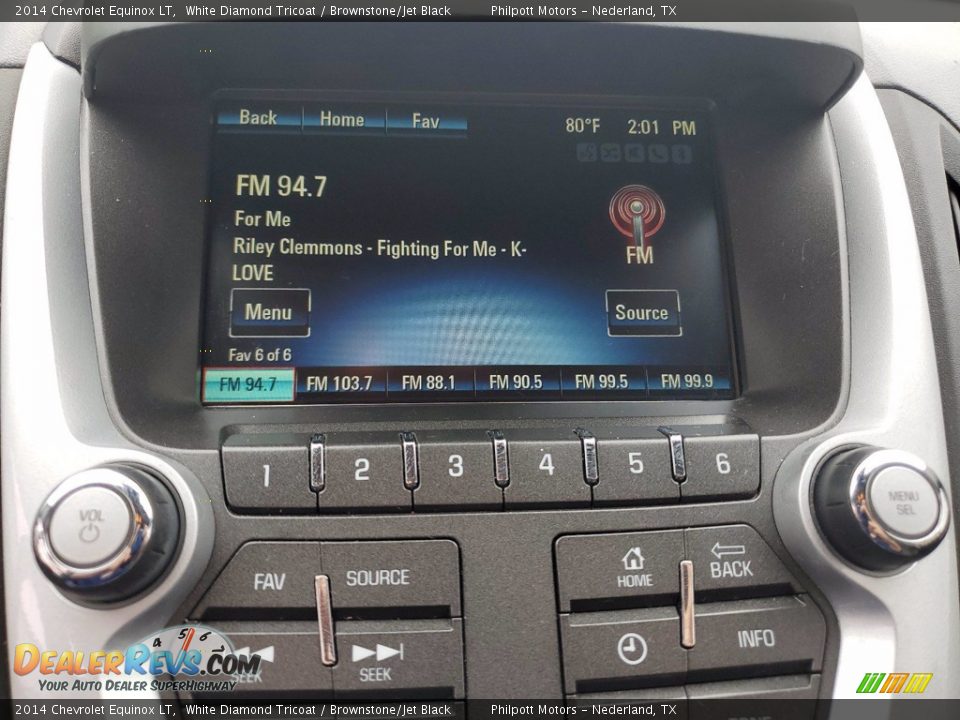 2014 Chevrolet Equinox LT, White Diamond Tricoat / Brownstone/Jet Black Philpott Motors - Nederland, TX
Back Home Fav 80°F 2:01 PM
FM 94.7
For Me
Riley Clemmons - Fighting For Me - K-
LOVE
FM
Menu Source
Fav 6 of 6
FM 94.7 FM 103.7 FM 88.1 FM 90.5 FM 99.5 FM 99.9
1 2 3 4 5 6
VOL
MENU
SEL
FAV SOURCE
HOME BACK
SEEK SEEK
INFO
4 5 6
DealerRevs.com
Your Auto Dealer SuperHighway
2014 Chevrolet Equinox LT, White Diamond Tricoat / Brownstone/Jet Black Philpott Motors - Nederland, TX